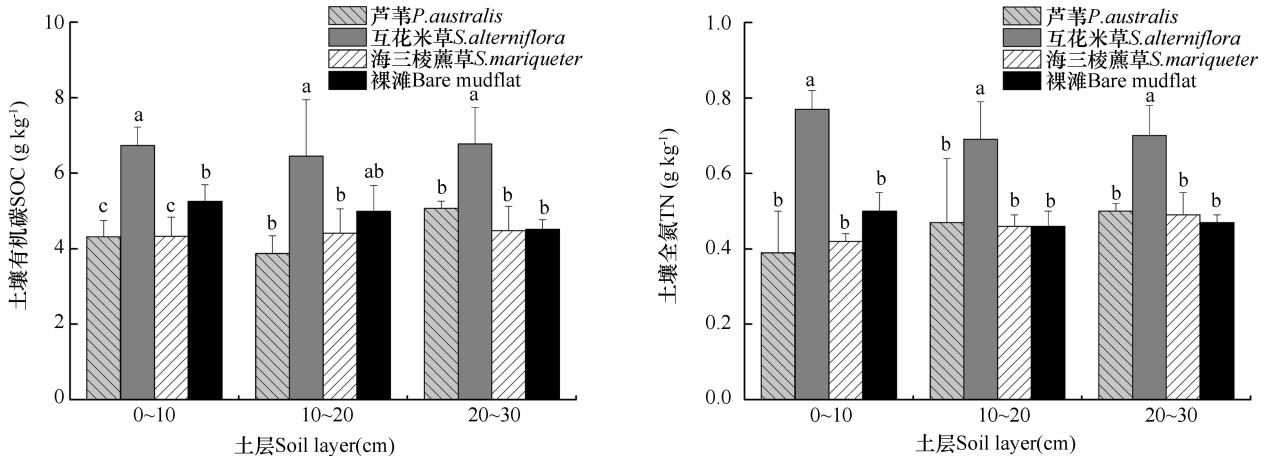 土壤有机碳SOC (g kg-1)
10
8
6
4
2
0
芦苇P.australis
互花米草S.alterniflora
海三棱藨草S.mariqueter
裸滩Bare mudflat
c
a
c
b
b
a
b
ab
b
a
b
b
0~10
10~20
20~30
土层Soil layer(cm)
土壤全氮TN (g kg-1)
1.0
0.8
0.6
0.4
0.2
0.0
芦苇P.australis
互花米草S.alterniflora
海三棱藨草S.mariqueter
裸滩Bare mudflat
b
a
b
b
b
a
b
b
b
a
b
b
0~10
10~20
20~30
土层Soil layer(cm)